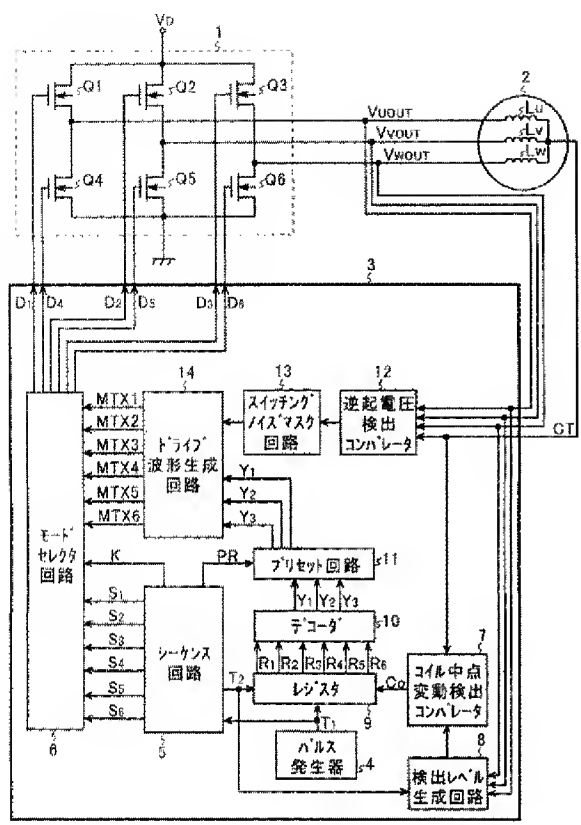 VD
1
Q1
Q2
Q3
2
Lu
VUOUT
VVOUT
Lv
VWOUT
Lw
Q4
Q5
Q6
3
D1
D4
D2
D5
D3
D6
14
13
12
MTX1
MTX2
MTX3
MTX4
MTX5
MTX6
ドライブ
波形生成
回路
スイッチング
ノイズマスク
回路
逆起電圧
検出
コンパレータ
CT
Y1
Y2
Y3
モード
セレクタ
回路
K
PR
プリセット回路
11
Y1
Y2
Y3
S1
S2
S3
S4
S5
S6
シーケンス
回路
デコーダ
10
R1
R2
R3
R4
R5
R6
7
T2
レジスタ
Co
コイル中点
変動検出
コンパレータ
9
T1
6
5
パルス
発生器
4
8
検出レベル
生成回路